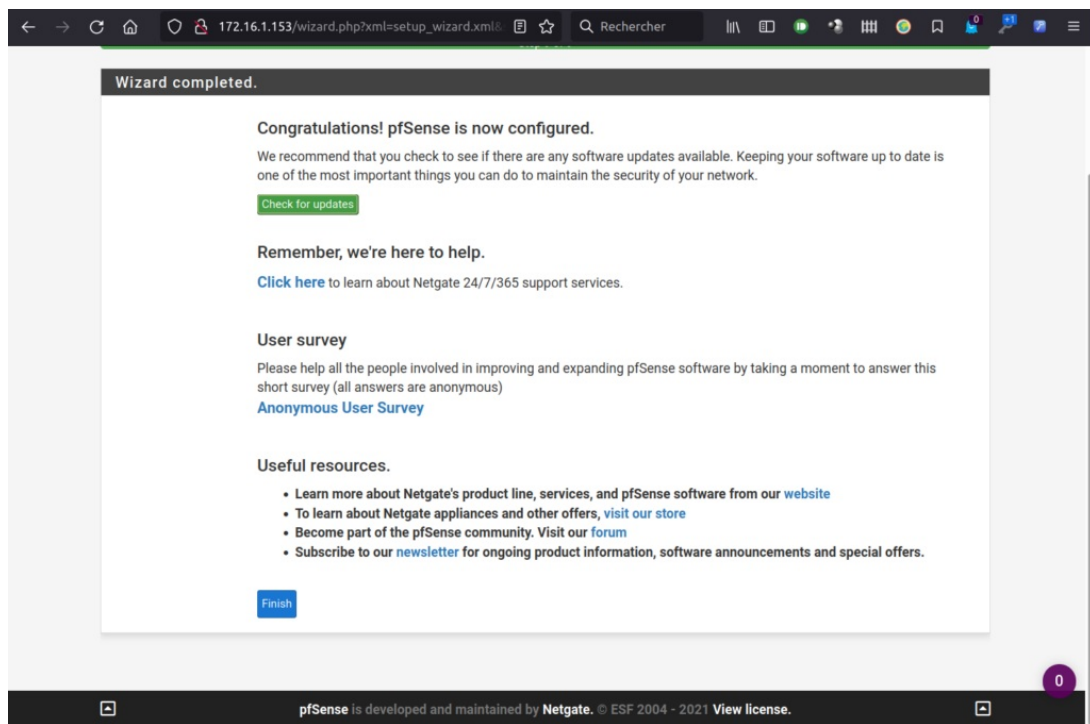 172.16.1.153/wizard.php?xml=setup_wizard.xml&
Rechercher
0
+1
Wizard completed.
Congratulations! pfSense is now configured.
We recommend that you check to see if there are any software updates available. Keeping your software up to date is
one of the most important things you can do to maintain the security of your network.
Check for updates
Remember, we're here to help.
Click here to learn about Netgate 24/7/365 support services.
User survey
Please help all the people involved in improving and expanding pfSense software by taking a moment to answer this
short survey (all answers are anonymous)
Anonymous User Survey
Useful resources.
• Learn more about Netgate's product line, services, and pfSense software from our website
• To learn about Netgate appliances and other offers, visit our store
• Become part of the pfSense community. Visit our forum
• Subscribe to our newsletter for ongoing product information, software announcements and special offers.
Finish
0
pfSense is developed and maintained by Netgate. © ESF 2004 - 2021 View license.